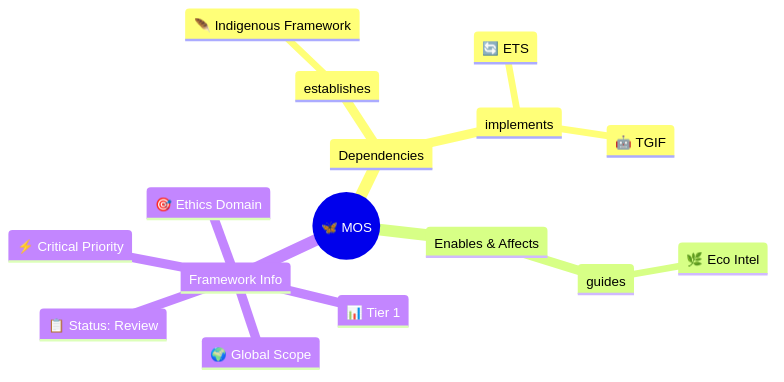 🪶 Indigenous Framework
🔄 ETS
establishes
implements
🤖 TGIF
Dependencies
🎯 Ethics Domain
🦋 MOS
⚡ Critical Priority
Enables & Affects
🌿 Eco Intel
Framework Info
guides
📊 Tier 1
📋 Status: Review
🌍 Global Scope